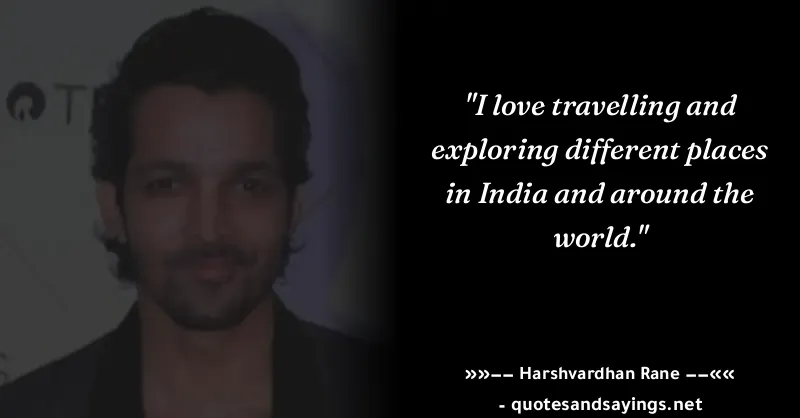 "I love travelling and
exploring different places
in India and around the
world."
»»−− Harshvardhan Rane −−««
- quotesandsayings.net